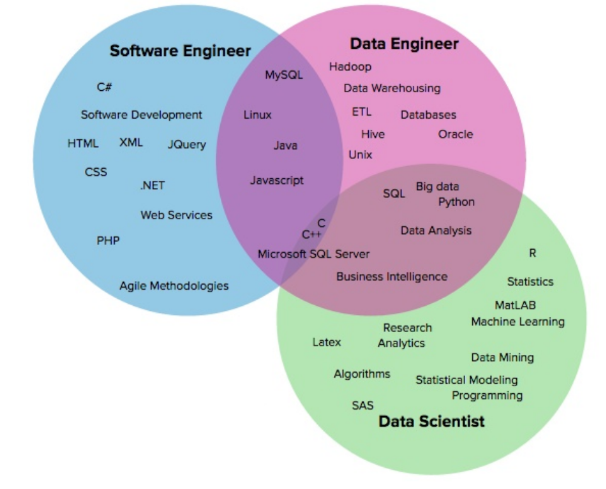 Software Engineer
C#
Software Development
HTML
XML
JQuery
CSS
.NET
Web Services
PHP
Agile Methodologies
MySQL
Linux
Java
Javascript
C
C++
Microsoft SQL Server
Data Engineer
Hadoop
Data Warehousing
ETL
Databases
Hive
Oracle
Unix
SQL
Big data
Python
Data Analysis
Business Intelligence
R
Statistics
MatLAB
Machine Learning
Research
Analytics
Latex
Data Mining
Algorithms
Statistical Modeling
Programming
SAS
Data Scientist